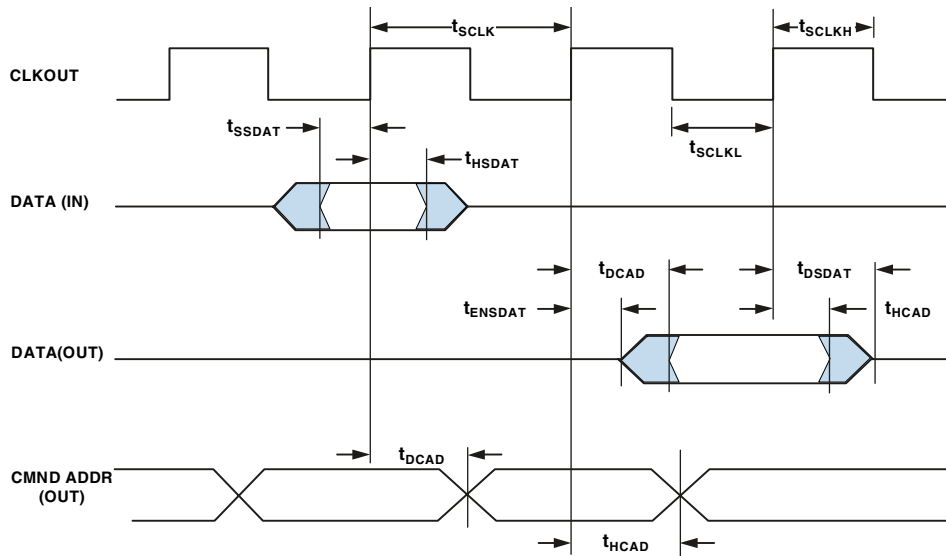 tSCLK
tSCLKH
CLKOUT
tSSDAT
tSCLKL
tHSDAT
DATA (IN)
tDCAD
tDSDAT
tENSDAT
tHCAD
DATA(OUT)
tDCAD
CMND ADDR
(OUT)
tHCAD